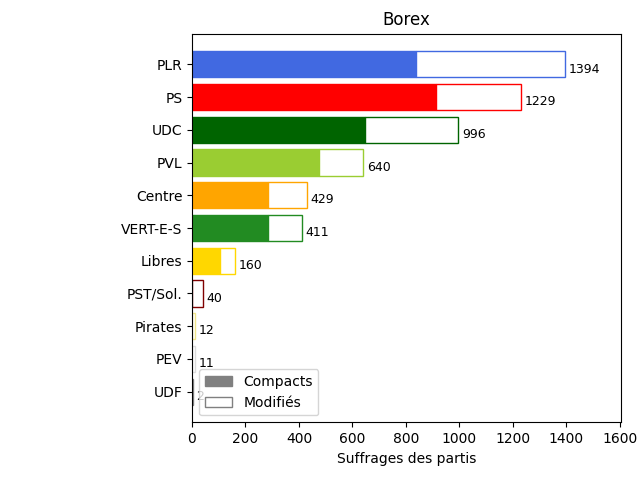 Borex
PLR 1394
PS 1229
UDC 996
PVL 640
Centre 429
VERT-E-S 411
Libres 160
PST/Sol. 40
Pirates 12
PEV 11
UDF 2
Compacts
Modifiés
0 200 400 600 800 1000 1200 1400 1600
Suffrages des partis